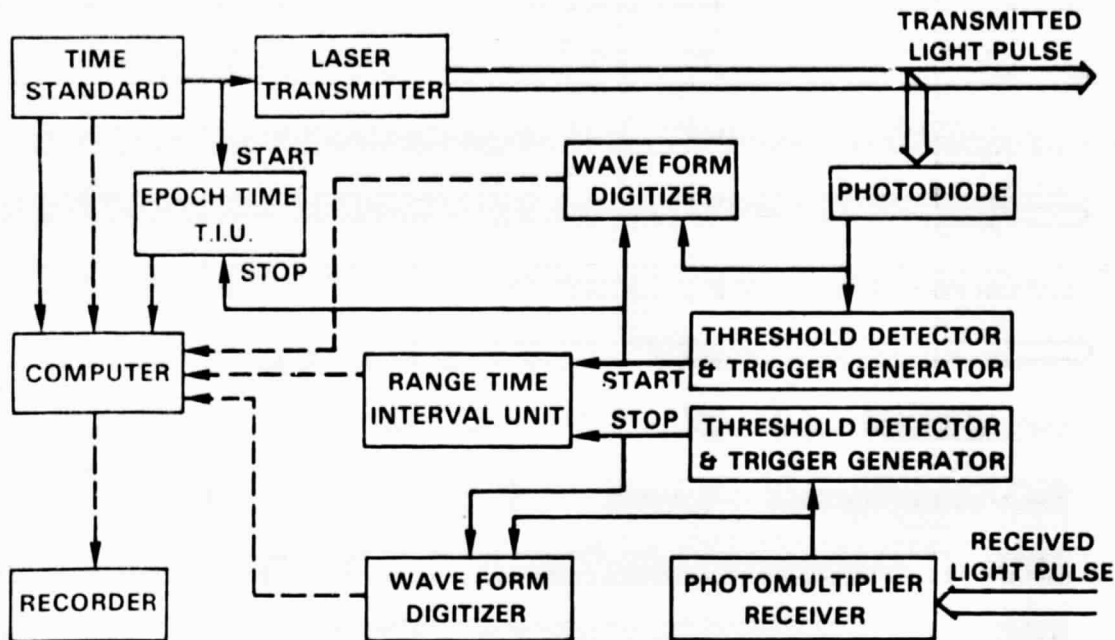 TRANSMITTED
LIGHT PULSE
TIME
STANDARD
LASER
TRANSMITTER
START
EPOCH TIME
T.I.U.
STOP
WAVE FORM
DIGITIZER
PHOTODIODE
COMPUTER
RANGE TIME
INTERVAL UNIT
START
STOP
THRESHOLD DETECTOR
& TRIGGER GENERATOR
THRESHOLD DETECTOR
& TRIGGER GENERATOR
RECEIVED
LIGHT PULSE
RECORDER
WAVE FORM
DIGITIZER
PHOTOMULTIPLIER
RECEIVER